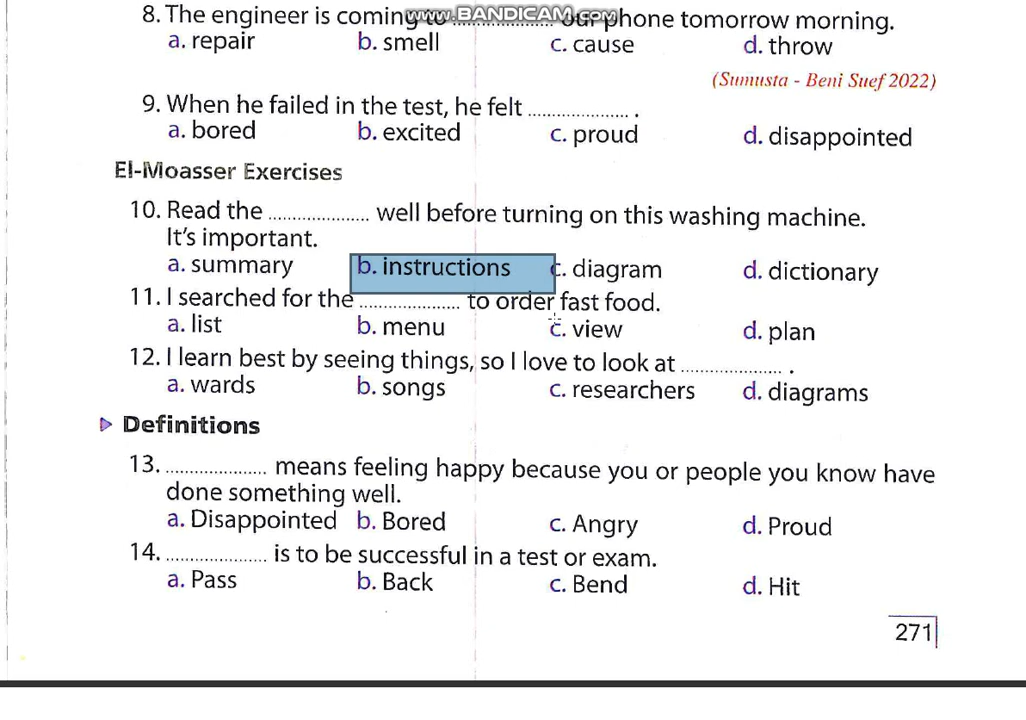 8. The engineer is coming to .................... our phone tomorrow morning.
www.BANDICAM.com
a. repair b. smell c. cause d. throw
(Sumusta - Beni Suef 2022)
9. When he failed in the test, he felt .................... .
a. bored b. excited c. proud d. disappointed
El-Moasser Exercises
10. Read the .................... well before turning on this washing machine.
It's important.
a. summary b. instructions c. diagram d. dictionary
11. I searched for the .................... to order fast food.
a. list b. menu c. view d. plan
12. I learn best by seeing things, so I love to look at .................... .
a. wards b. songs c. researchers d. diagrams
Definitions
13. .................... means feeling happy because you or people you know have
done something well.
a. Disappointed b. Bored c. Angry d. Proud
14. .................... is to be successful in a test or exam.
a. Pass b. Back c. Bend d. Hit
271